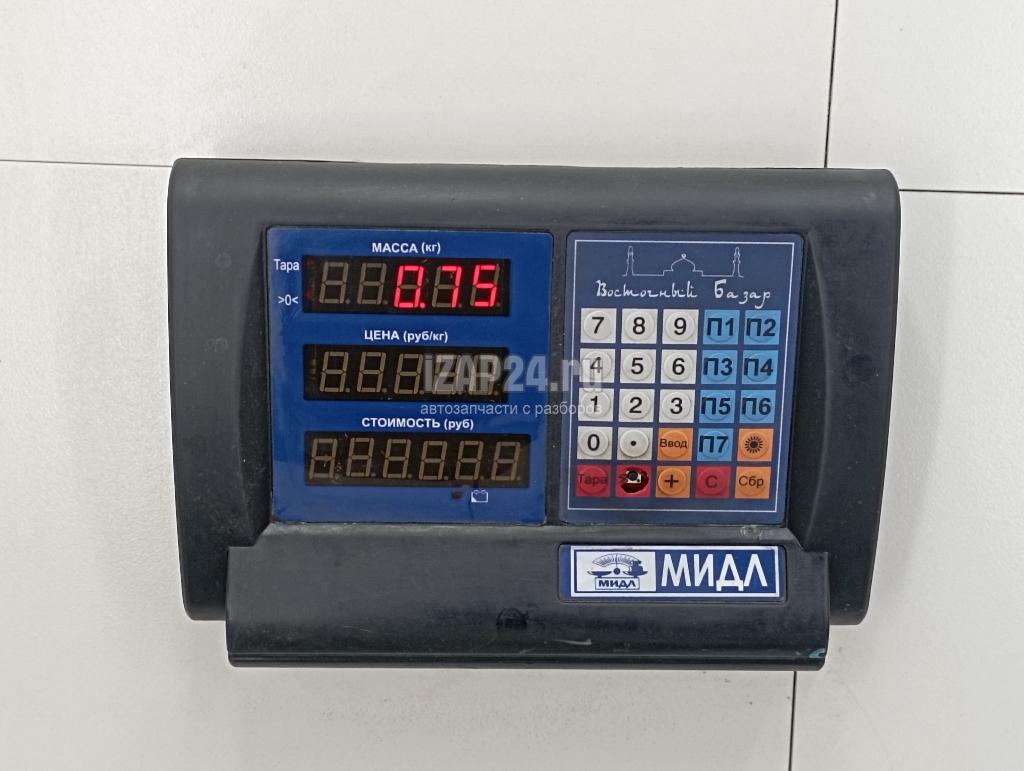 МАССА (кг)
Тара
>0<
0.75
ЦЕНА (руб/кг)
СТОИМОСТЬ (руб)
Восточный Базар
7 8 9 П1 П2
4 5 6 П3 П4
1 2 3 П5 П6
0 • Ввод П7
Тара + С Сбр
МИДЛ МИДЛ
iZAP24.ru
автозапчасти с разборов